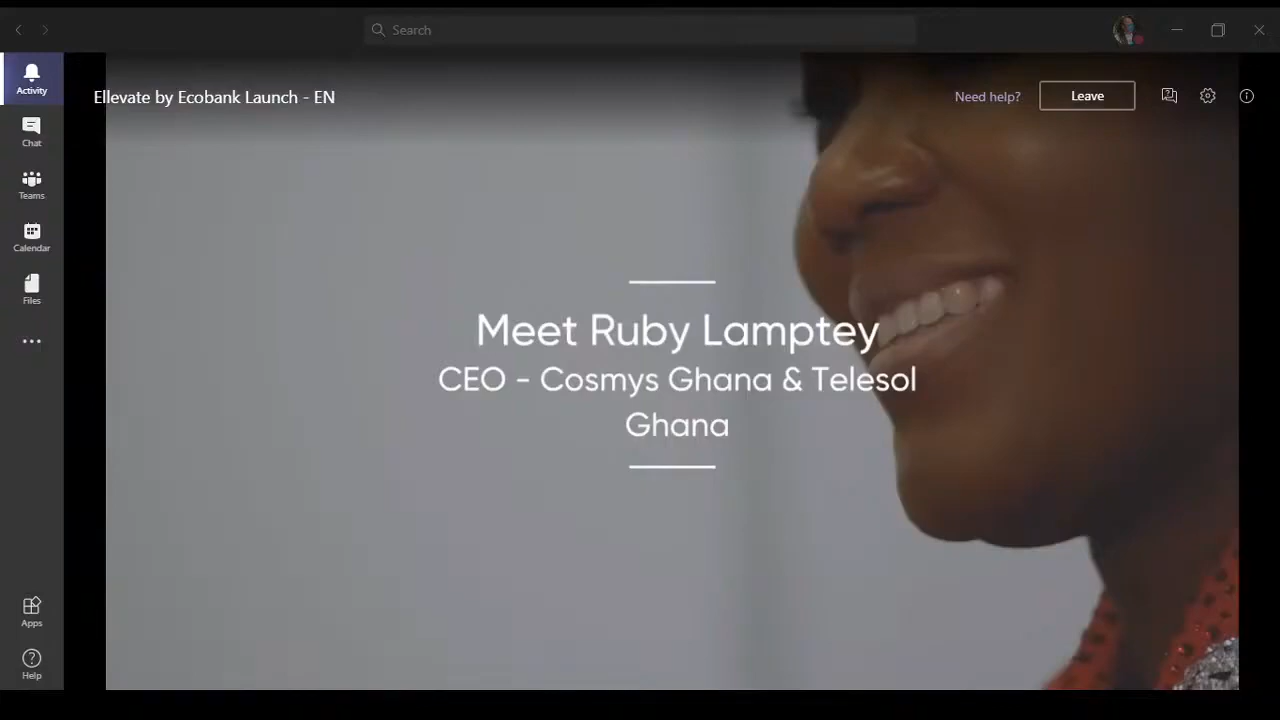 Search
Activity
Ellevate by Ecobank Launch - EN
Need help?
Leave
Chat
Teams
Calendar
Files
Meet Ruby Lamptey
CEO - Cosmys Ghana & Telesol
Ghana
Apps
Help